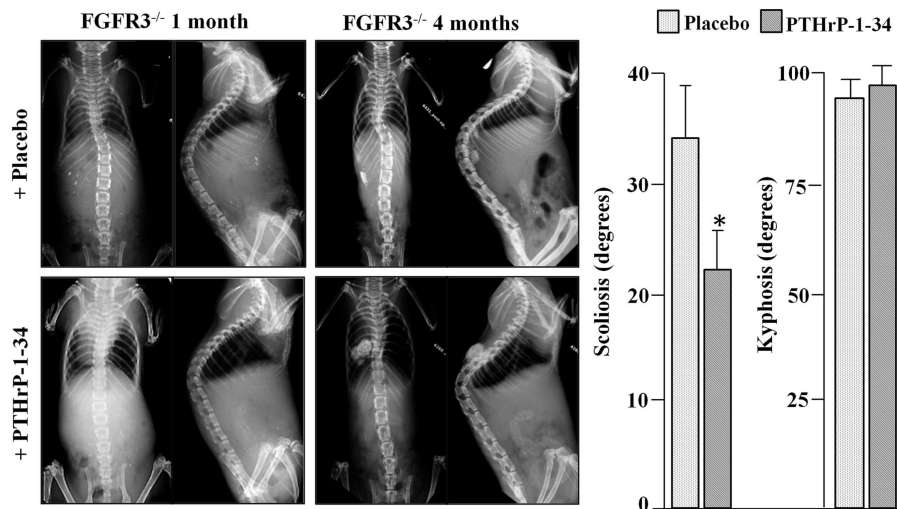 FGFR3-/- 1 month
FGFR3-/- 4 months
Placebo
PTHrP-1-34
+ Placebo
+ PTHrP-1-34
Scoliosis (degrees)
40
30
20
10
0
*
Kyphosis (degrees)
100
75
50
25